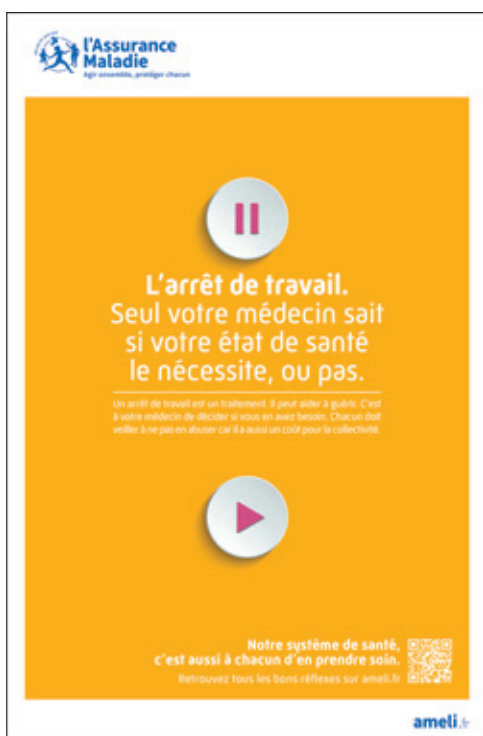 l'Assurance
Maladie
Agir ensemble, protéger chacun
L'arrêt de travail.
Seul votre médecin sait
si votre état de santé
le nécessite, ou pas.
Un arrêt de travail est un traitement. Il peut aider à guérir. C'est
à votre médecin de décider si vous en avez besoin. Chacun doit
veiller à ne pas en abuser car il a aussi un coût pour la collectivité.
Notre système de santé,
c'est aussi à chacun d'en prendre soin.
Retrouvez tous les bons réflexes sur ameli.fr
ameli.fr